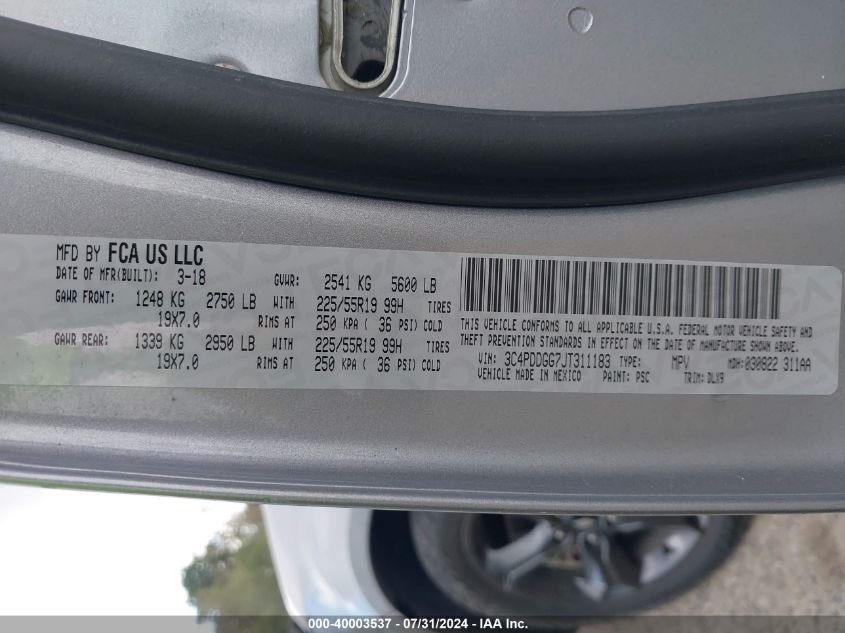 MFD BY FCA US LLC
DATE OF MFR(BUILT): 3-18 GVWR: 2541 KG 5600 LB
GAWR FRONT: 1248 KG 2750 LB WITH 225/55R19 99H TIRES
19X7.0 RIMS AT 250 KPA ( 36 PSI) COLD
GAWR REAR: 1339 KG 2950 LB WITH 225/55R19 99H TIRES
19X7.0 RIMS AT 250 KPA ( 36 PSI) COLD
THIS VEHICLE CONFORMS TO ALL APPLICABLE U.S.A. FEDERAL MOTOR VEHICLE SAFETY AND
THEFT PREVENTION STANDARDS IN EFFECT ON THE DATE OF MANUFACTURE SHOWN ABOVE.
VIN: 3C4PDDGG7JT311183 TYPE: MPV MDH: 030822 311AA
VEHICLE MADE IN MEXICO PAINT: PSC TRIM: DLX9
000-40003537 - 07/31/2024 - IAA Inc.